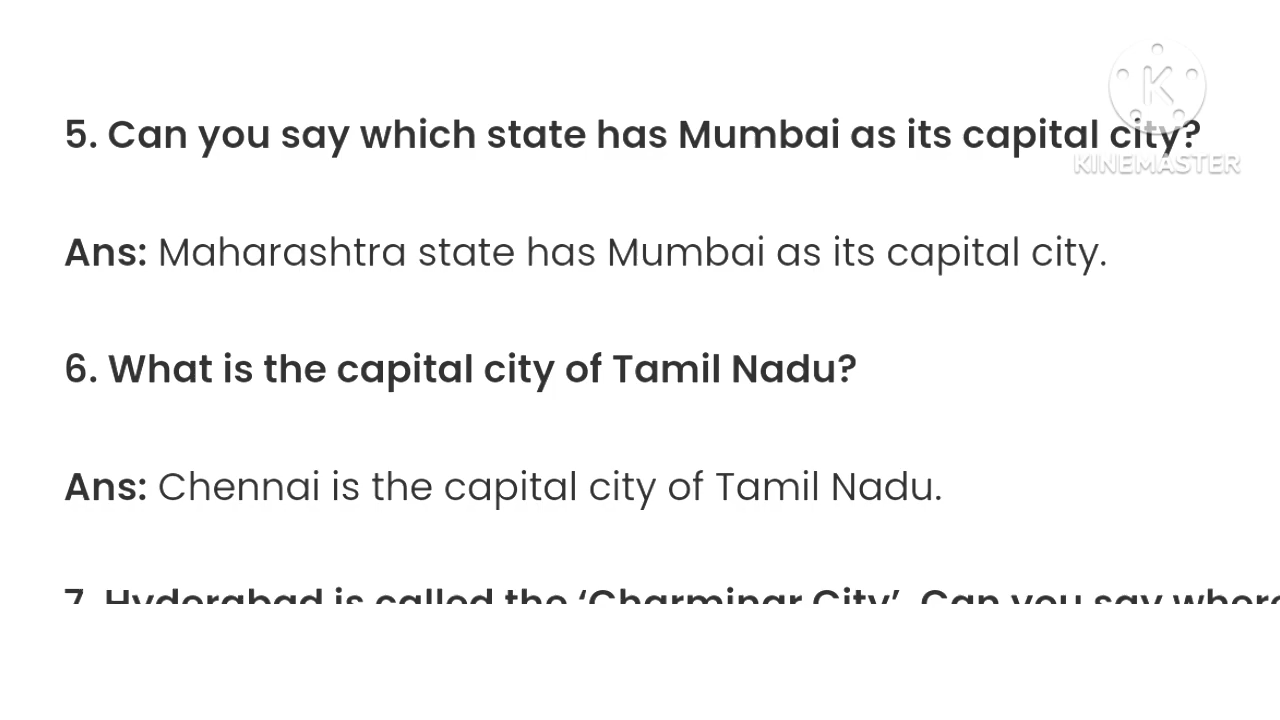 5. Can you say which state has Mumbai as its capital city?
KINEMASTER
Ans: Maharashtra state has Mumbai as its capital city.
6. What is the capital city of Tamil Nadu?
Ans: Chennai is the capital city of Tamil Nadu.
7. Hyderabad is called the ‘Charminar City’. Can you say where